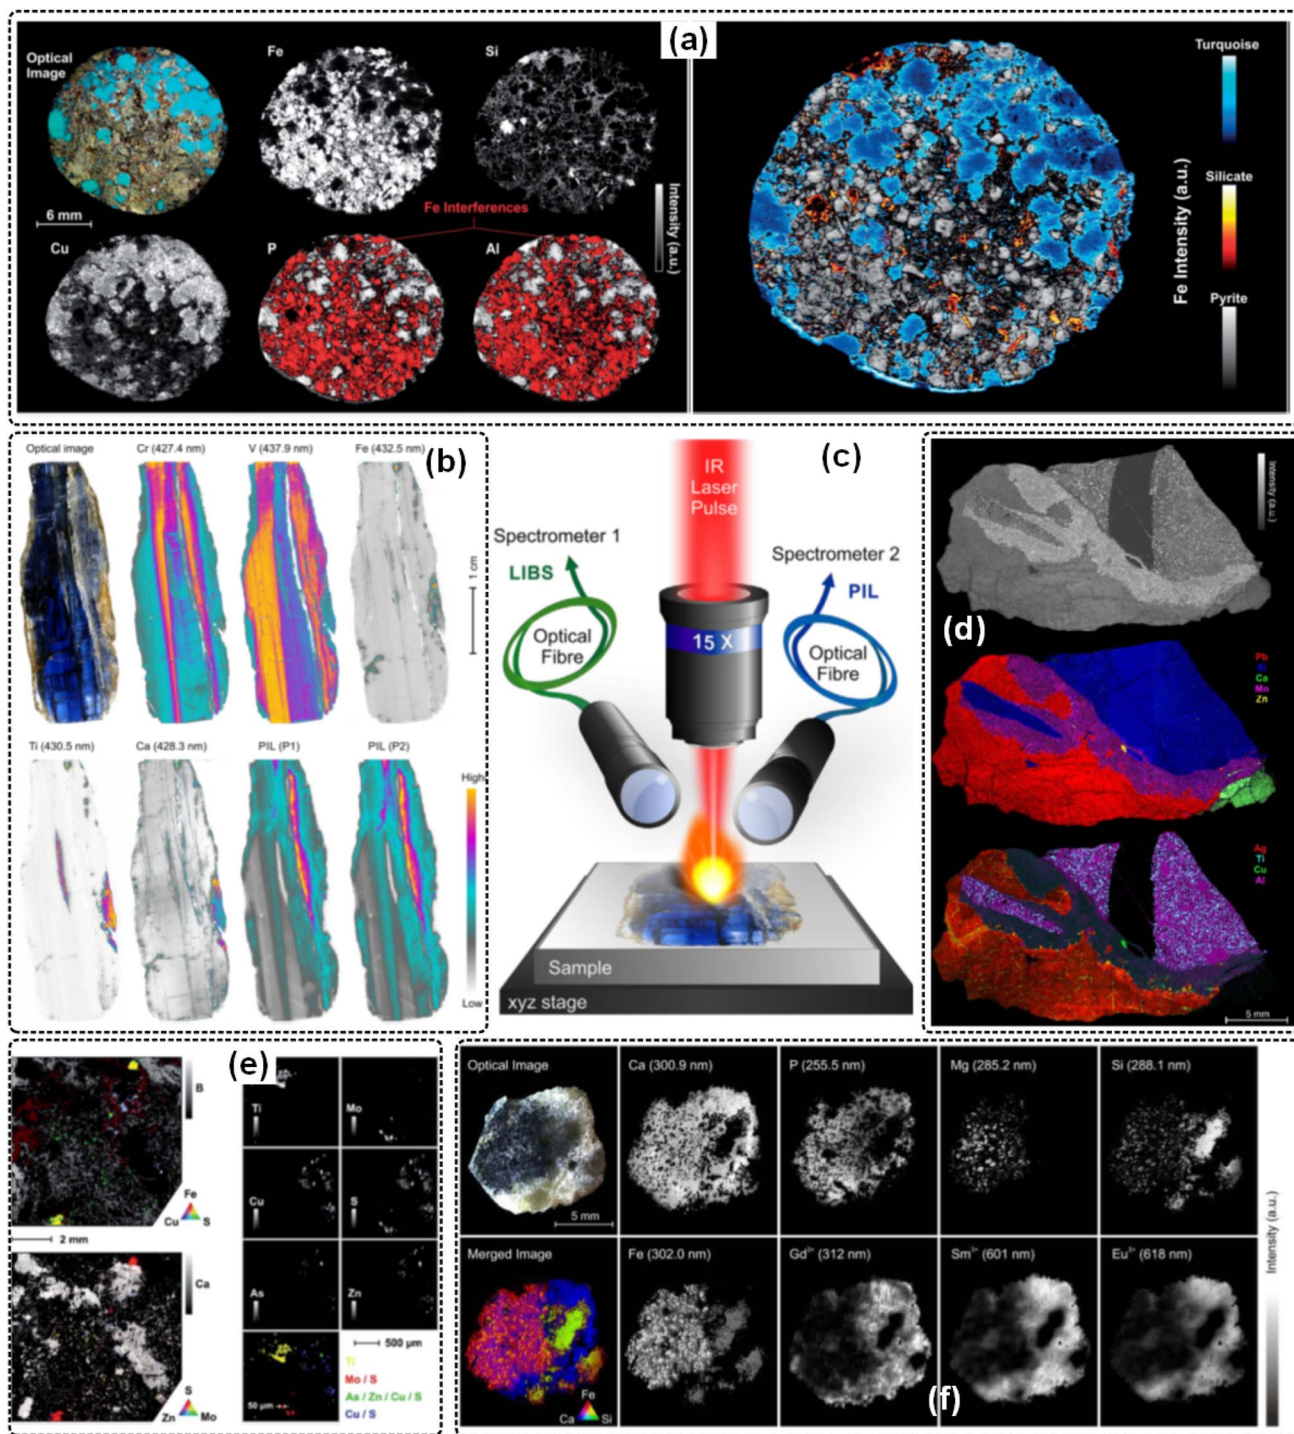 (a)
Optical
Image
Fe
Si
6 mm
Fe Interferences
Cu
P
Al
Intensity (a.u.)
Turquoise
Silicate
Pyrite
Fe Intensity (a.u.)
(b)
Optical image
Cr (427.4 nm)
V (437.9 nm)
Fe (432.5 nm)
1 cm
Ti (430.5 nm)
Ca (428.3 nm)
PIL (P1)
PIL (P2)
High
Low
(c)
IR
Laser
Pulse
Spectrometer 1
LIBS
Optical
Fibre
15 X
Spectrometer 2
PIL
Optical
Fibre
Sample
xyz stage
(d)
Intensity (a.u.)
Pb
Ca
Mn
Zn
Ag
Ti
Cu
Al
5 mm
(e)
B
Fe
Cu
S
2 mm
Ca
S
Zn
Mo
Ti
Mo
Cu
S
As
Zn
500 µm
Ti
Mo / S
As / Zn / Cu / S
Cu / S
50 µm
(f)
Optical Image
Ca (300.9 nm)
P (255.5 nm)
Mg (285.2 nm)
Si (288.1 nm)
5 mm
Merged Image
Fe (302.0 nm)
Gd³⁺ (312 nm)
Sm³⁺ (601 nm)
Eu³⁺ (618 nm)
Fe
Ca
Si
Intensity (a.u.)